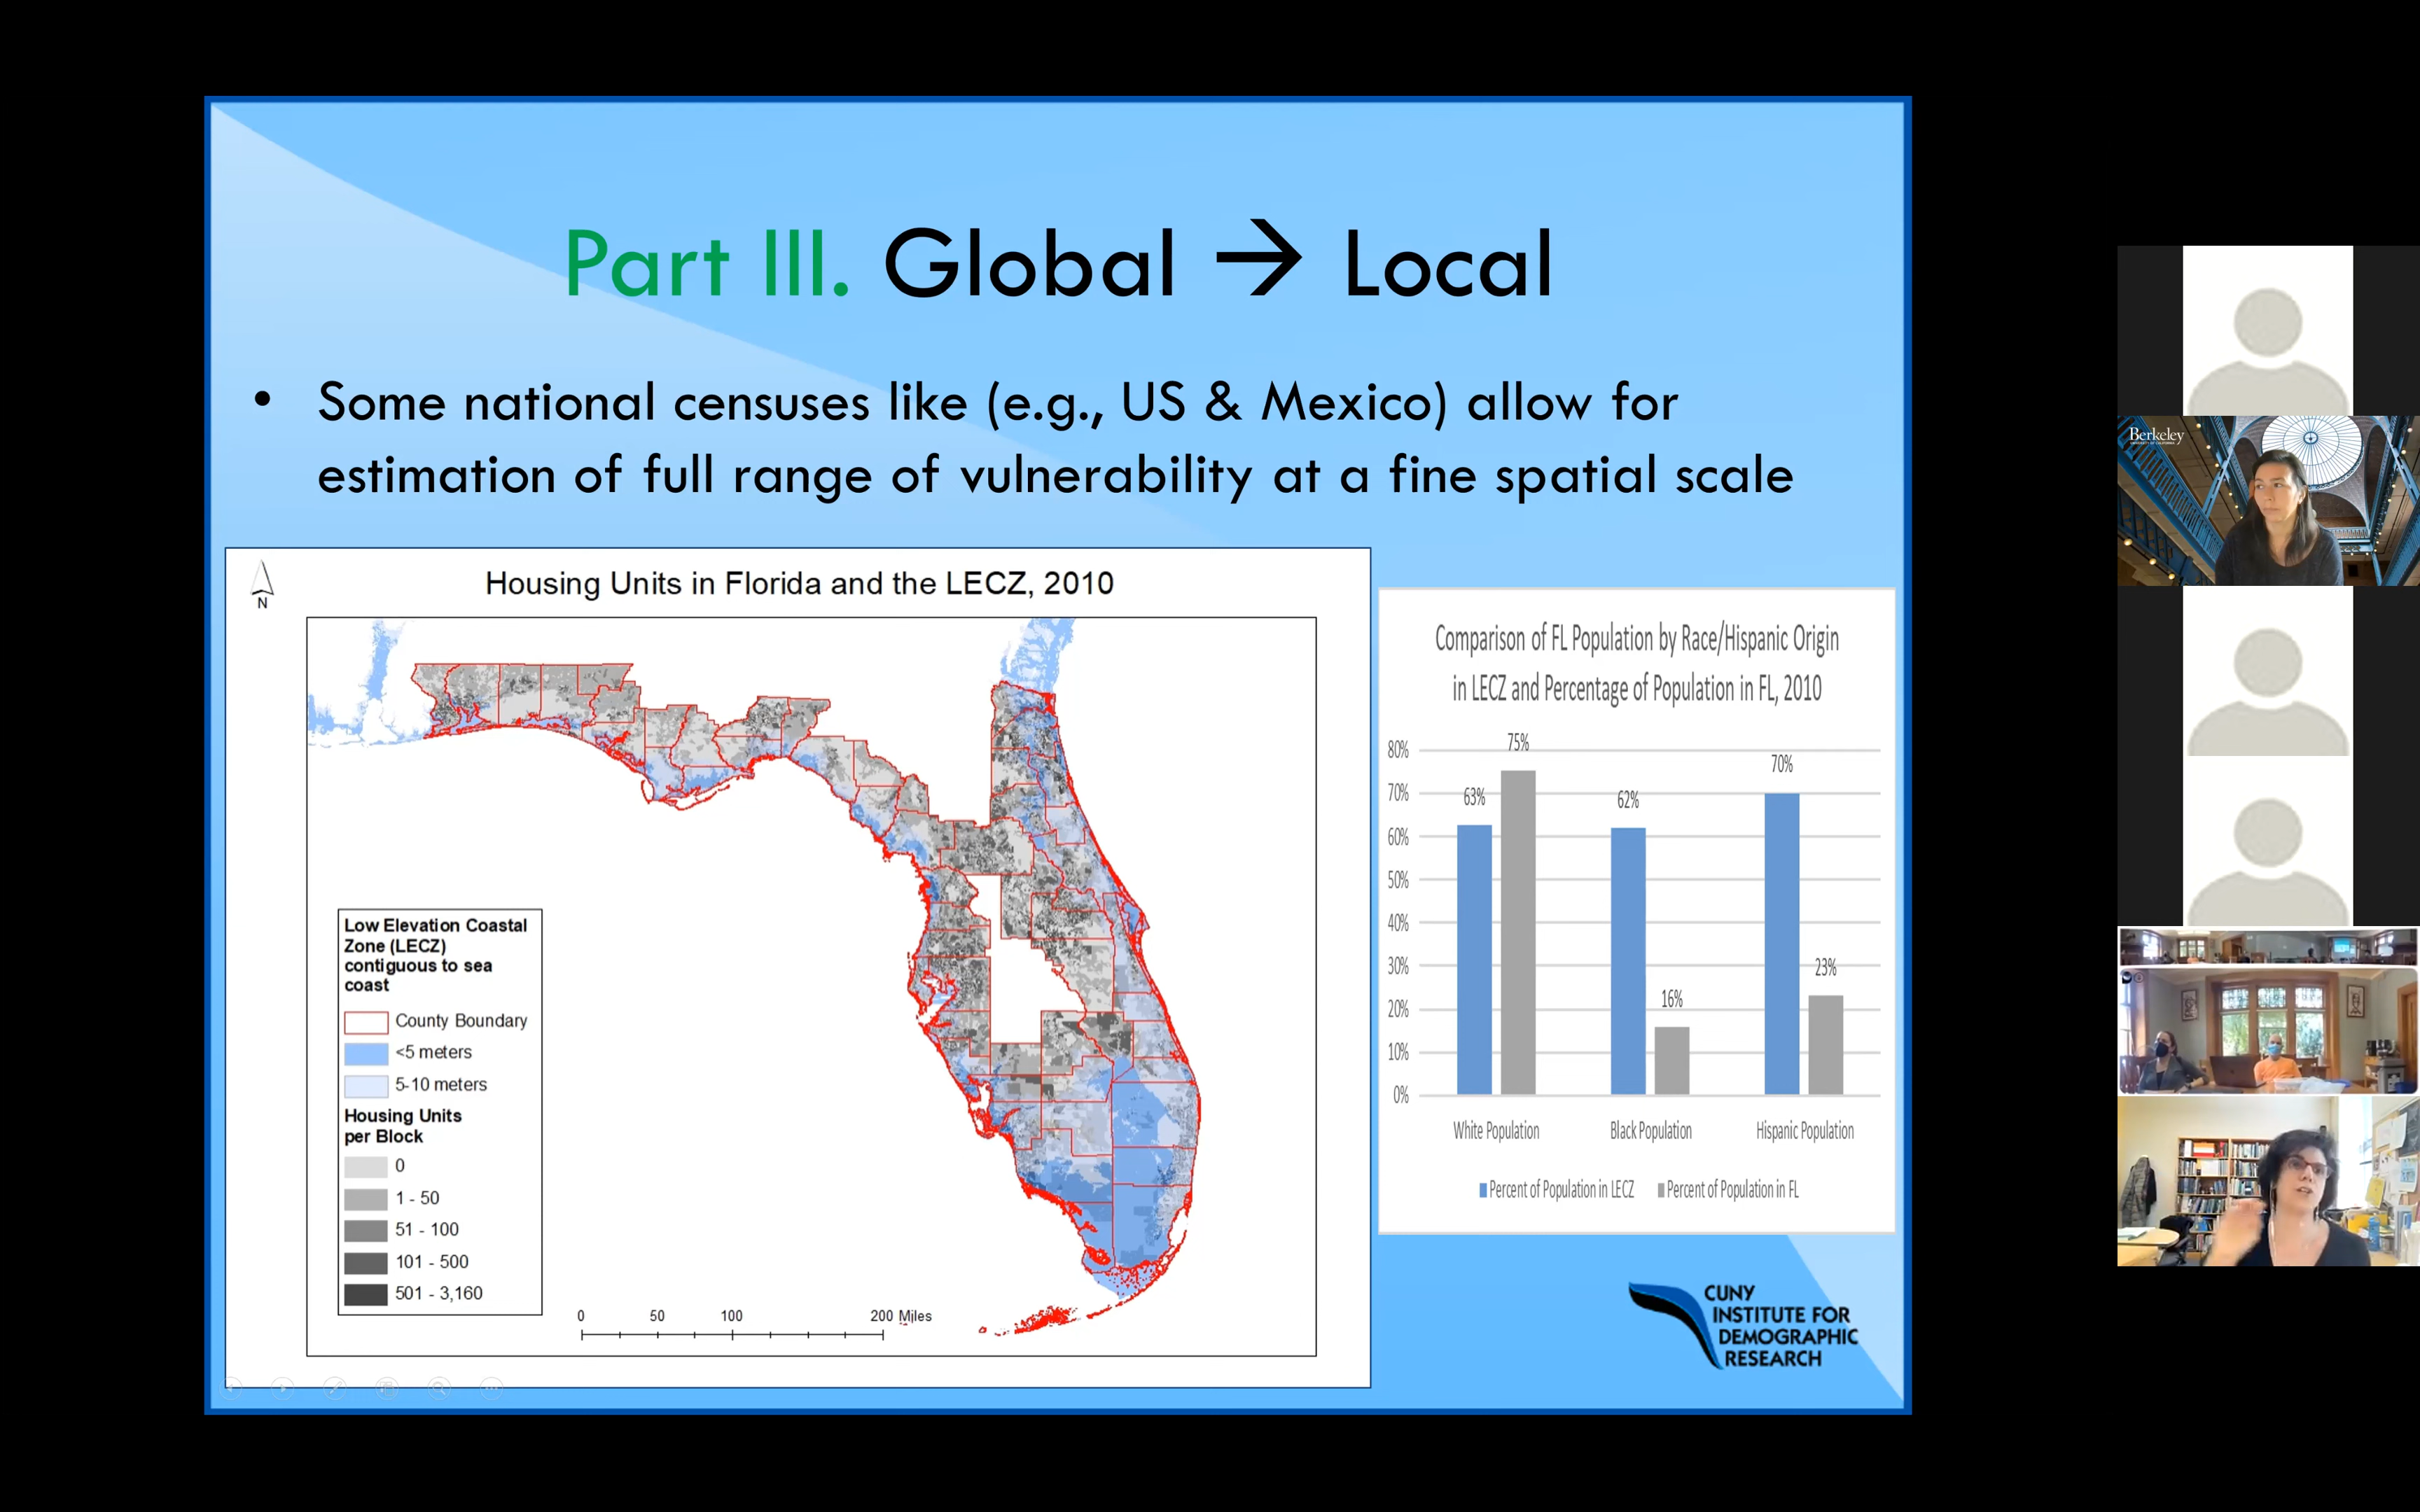 Part III. Global → Local
• Some national censuses like (e.g., US & Mexico) allow for
estimation of full range of vulnerability at a fine spatial scale
Housing Units in Florida and the LECZ, 2010
N
Low Elevation Coastal
Zone (LECZ)
contiguous to sea
coast
County Boundary
<5 meters
5-10 meters
Housing Units
per Block
0
1 - 50
51 - 100
101 - 500
501 - 3,160
0 50 100 200 Miles
Comparison of FL Population by Race/Hispanic Origin
in LECZ and Percentage of Population in FL, 2010
80%
70%
60%
50%
40%
30%
20%
10%
0%
63%
75%
62%
16%
70%
23%
White Population
Black Population
Hispanic Population
Percent of Population in LECZ
Percent of Population in FL
CUNY
INSTITUTE FOR
DEMOGRAPHIC
RESEARCH
Berkeley